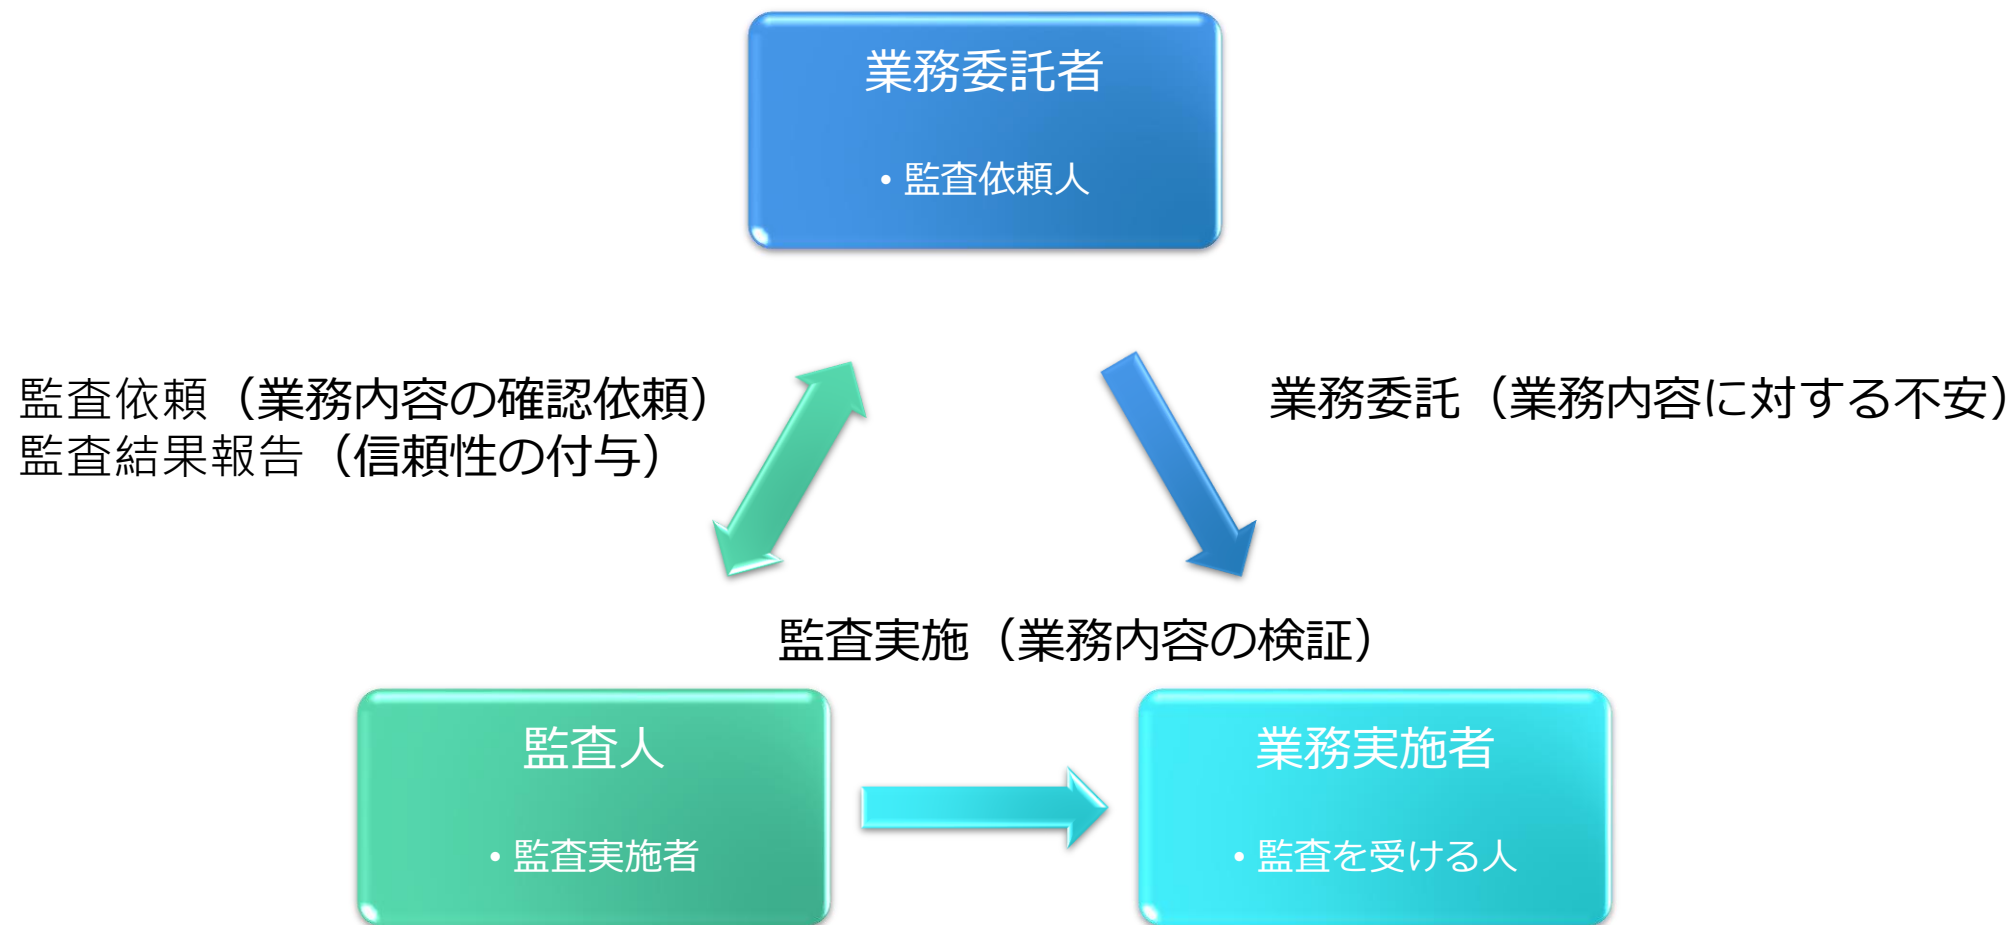 業務委託者
• 監査依頼人
監査依頼（業務内容の確認依頼）
監査結果報告（信頼性の付与）
業務委託（業務内容に対する不安）
監査実施（業務内容の検証）
監査人
• 監査実施者
業務実施者
• 監査を受ける人